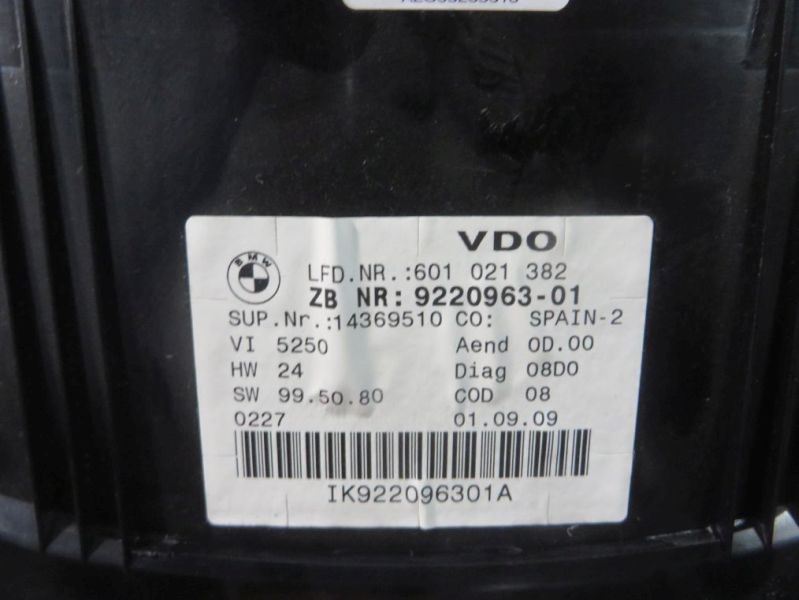 VDO
BMW
LFD.NR.:601 021 382
ZB NR: 9220963-01
SUP.Nr.:14369510 CO: SPAIN-2
VI 5250 Aend 0D.00
HW 24 Diag 08D0
SW 99.50.80 COD 08
0227 01.09.09
IK922096301A